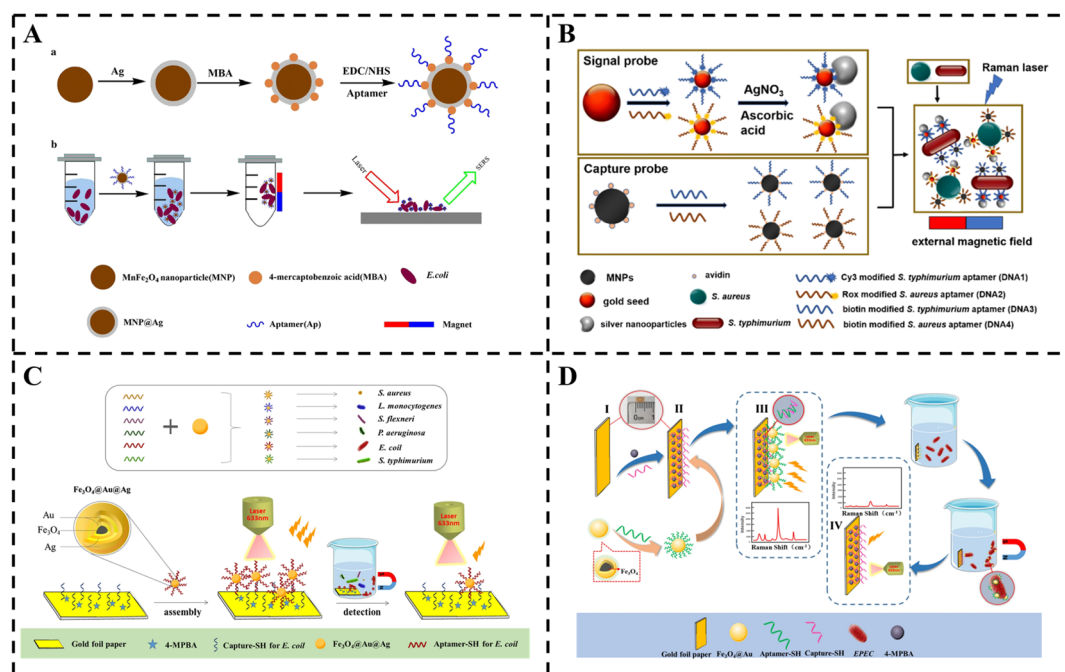 A
a
Ag
MBA
EDC/NHS
Aptamer
b
Laser
SERS
MnFe2O4 nanoparticle(MNP)
4-mercaptobenzoic acid(MBA)
E.coli
MNP@Ag
Aptamer(Ap)
Magnet
B
Signal probe
AgNO3
Ascorbic
acid
Raman laser
Capture probe
external magnetic field
MNPs
avidin
gold seed
S. aureus
silver nanooparticles
S. typhimurium
Cy3 modified S. typhimurium aptamer (DNA1)
Rox modified S. aureus aptamer (DNA2)
biotin modified S. typhimurium aptamer (DNA3)
biotin modified S. aureus aptamer (DNA4)
C
S. aureus
L. monocytogenes
S. flexneri
P. aeruginosa
E. coil
S. typhimurium
Fe3O4@Au@Ag
Au
Fe3O4
Ag
Laser
633nm
Laser
633nm
assembly
detection
Gold foil paper
4-MPBA
Capture-SH for E. coil
Fe3O4@Au@Ag
Aptamer-SH for E. coil
D
I
II
III
IV
0cm 1
Fe3O4
Intensity
Raman Shift (cm-1)
Intensity
Raman Shift (cm-1)
Gold foil paper
Fe3O4@Au
Aptamer-SH
Capture-SH
EPEC
4-MPBA